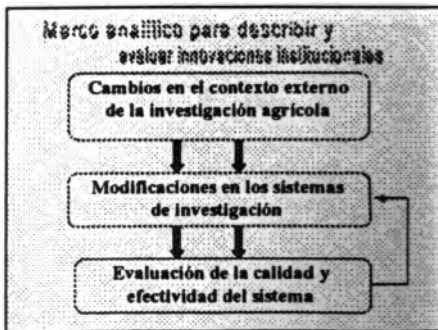 Marco analítico para describir y
evaluar innovaciones institucionales
Cambios en el contexto externo
de la investigación agrícola
Modificaciones en los sistemas
de investigación
Evaluación de la calidad y
efectividad del sistema